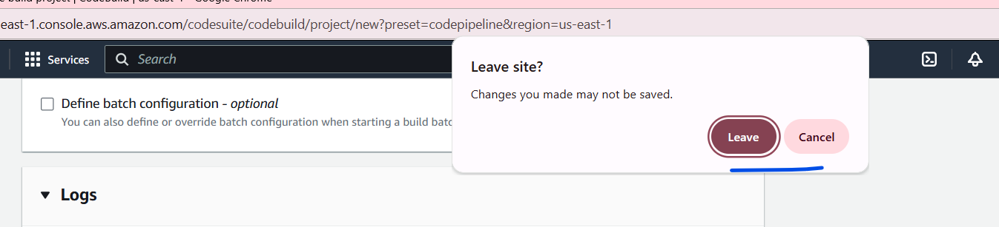 build project | CodeBuild | us-east-1 - Google Chrome
east-1.console.aws.amazon.com/codesuite/codebuild/project/new?preset=codepipeline&region=us-east-1
Services
Search
Leave site?
Changes you made may not be saved.
Leave
Cancel
Define batch configuration - optional
You can also define or override batch configuration when starting a build batc
Logs